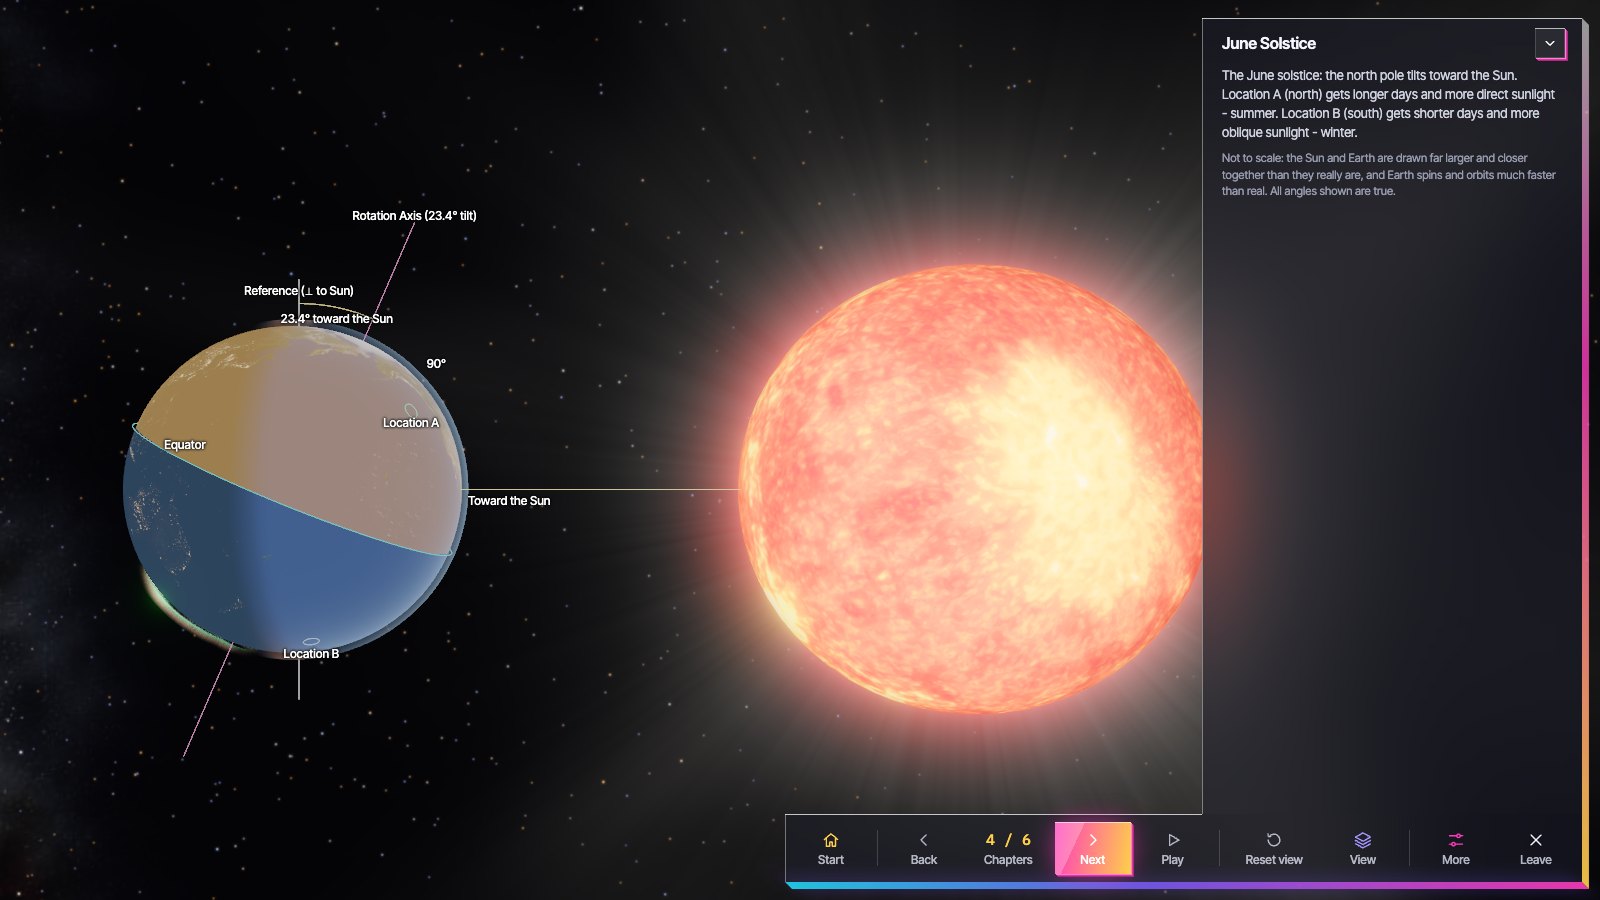 June Solstice
The June solstice: the north pole tilts toward the Sun.
Location A (north) gets longer days and more direct sunlight
- summer. Location B (south) gets shorter days and more
oblique sunlight - winter.
Not to scale: the Sun and Earth are drawn far larger and closer
together than they really are, and Earth spins and orbits much faster
than real. All angles shown are true.
Rotation Axis (23.4° tilt)
Reference (⊥ to Sun)
23.4° toward the Sun
90°
Location A
Equator
Toward the Sun
Location B
Start
Back
4 / 6
Chapters
Next
Play
Reset view
View
More
Leave